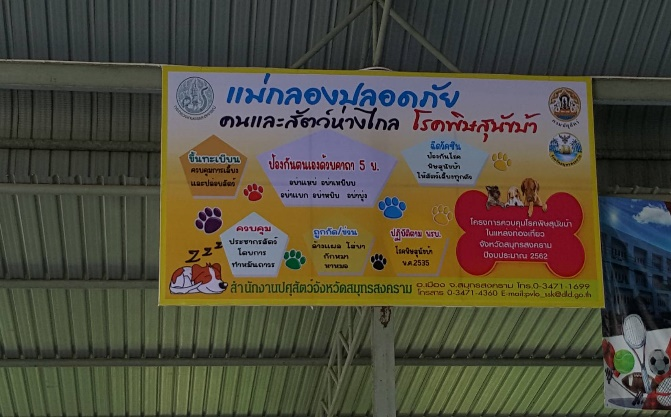 แม่กลองปลอดภัย
คนและสัตว์ห่างไกล โรคพิษสุนัขบ้า
ขึ้นทะเบียน
ควบคุมการเลี้ยง
และปลอบสัตว์
ป้องกันตนเองด้วยคาถา 5 ย.
อย่าแหย่ อย่าเหยียบ
อย่าแยก อย่าหยิบ อย่ายุ่ง
ฉีดวัคซีน
ป้องกันโรค
พิษสุนัขบ้า
ให้สัตว์เลี้ยงทุกตัว
ควบคุม
ประชากรสัตว์
โดยการ
ทำหมันถาวร
ถูกกัด/ข่วน
ล้างแผล ใส่ยา
กักหมา
หาหมอ
ปฏิบัติตาม พรบ.
โรคพิษสุนัขบ้า
พ.ศ.2535
โครงการควบคุมโรคพิษสุนัขบ้า
ในแหล่งท่องเที่ยว
จังหวัดสมุทรสงคราม
ปีงบประมาณ 2562
ZZZ
สำนักงานปศุสัตว์จังหวัดสมุทรสงคราม
อ.เมือง จ.สมุทรสงคราม โทร.0-3471-1699
โทรสาร 0-3471-4360 E-mail:pvlo_ssk@dld.go.th